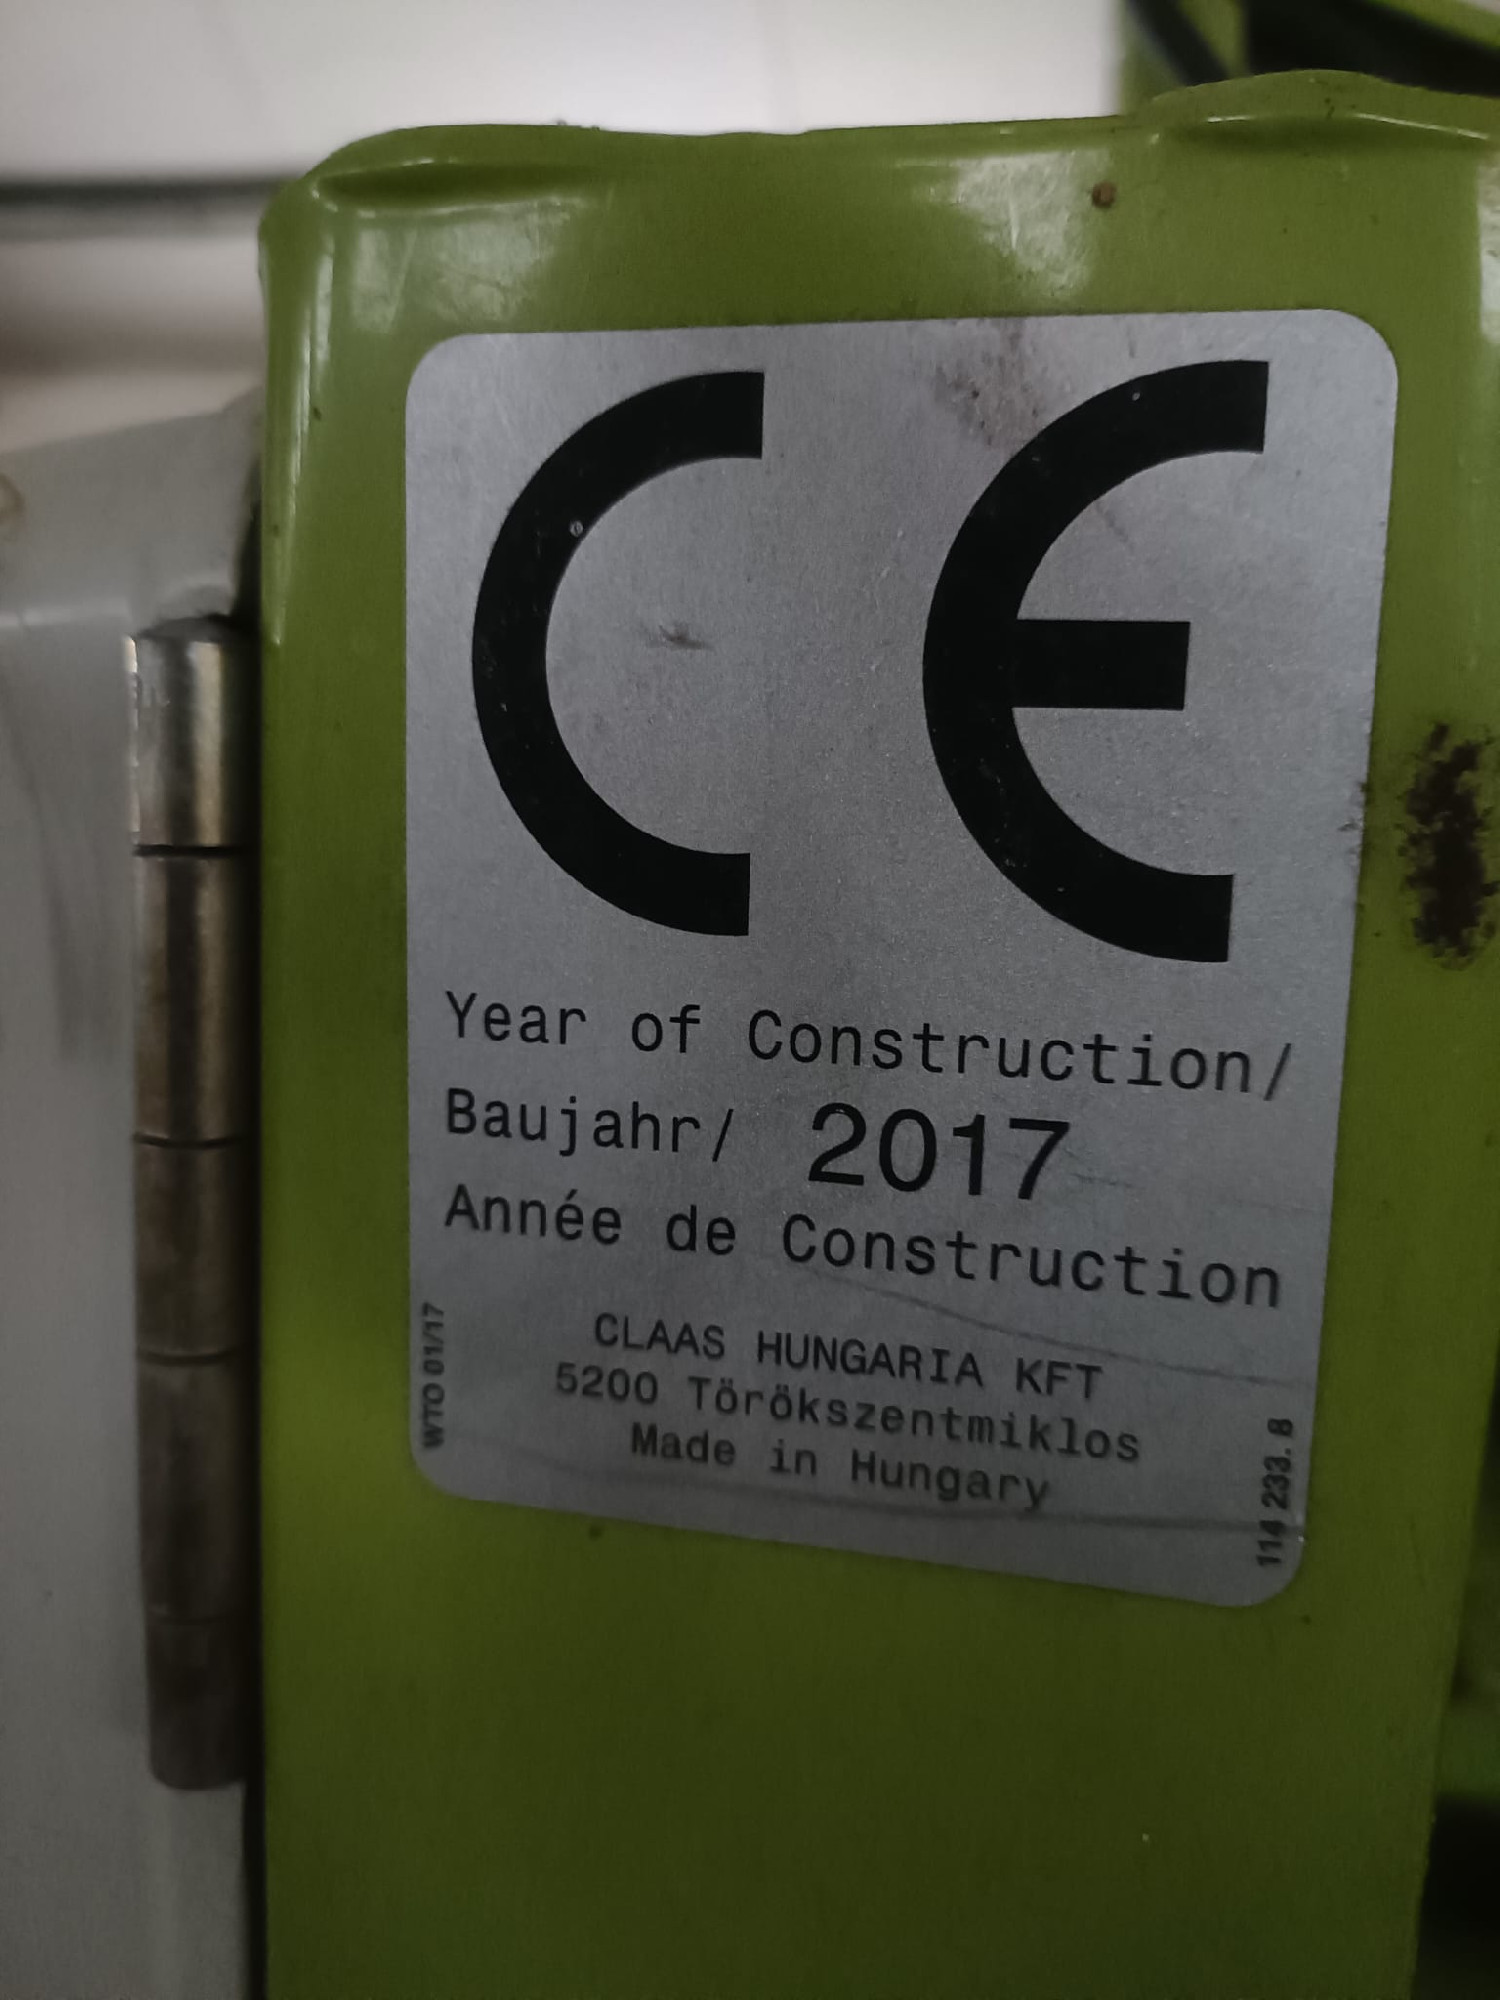 CE
Year of Construction/
Baujahr/ 2017
Année de Construction
CLAAS HUNGARIA KFT
5200 Törökszentmiklos
Made in Hungary
WTO 01/17
114 233. 8